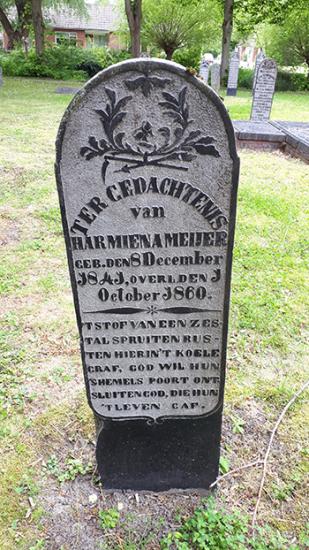 TER GEDACHTENIS
van
HARMIENA MEIJER
GEB. DEN 8 December
1841, OVERL. DEN 1
October 1860.
'T STOF VAN EEN ZES-
TAL SPRUITEN RUS-
TEN HIER IN 'T KOELE
GRAF, GOD WIL HUN
'S HEMELS POORT ONT-
SLUITEN GOD, DIE HUN
'T LEVEN GAF.